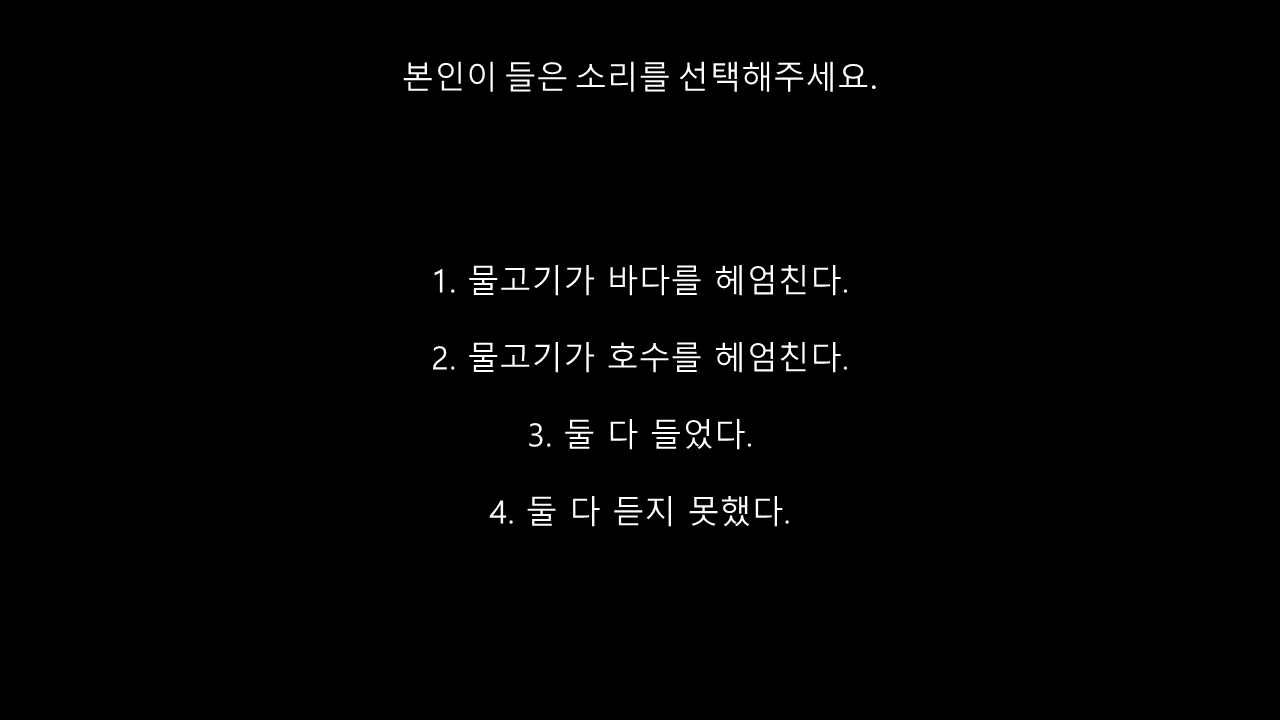 본인이 들은 소리를 선택해주세요.
1. 물고기가 바다를 헤엄친다.
2. 물고기가 호수를 헤엄친다.
3. 둘 다 들었다.
4. 둘 다 듣지 못했다.